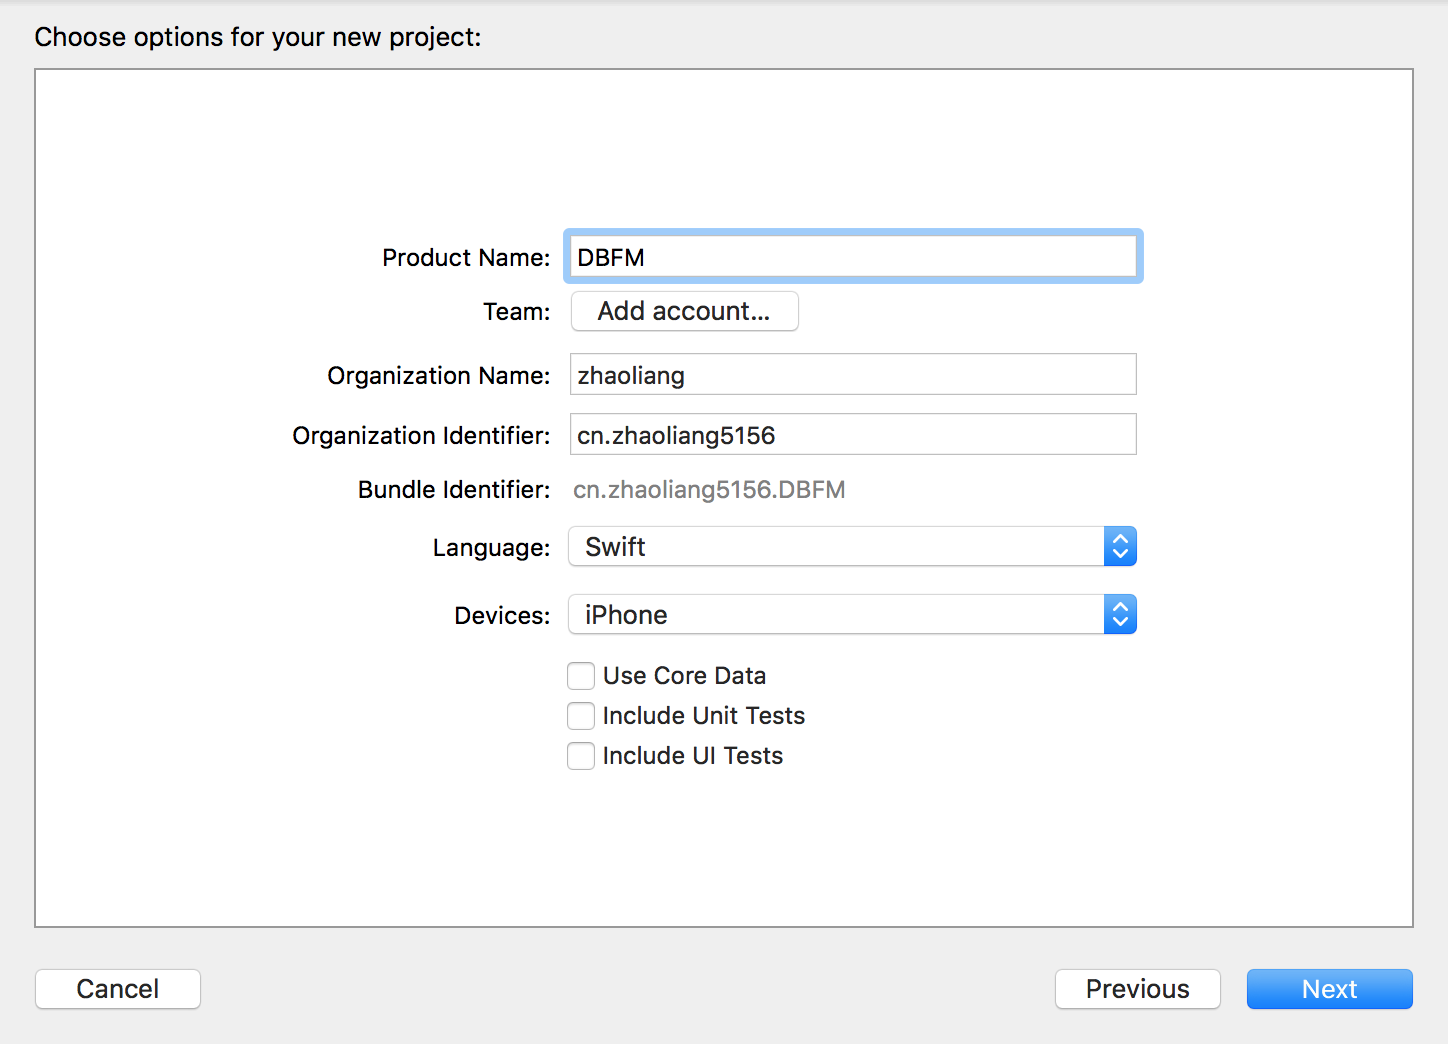 Choose options for your new project:
Product Name: DBFM
Team: Add account...
Organization Name: zhaoliang
Organization Identifier: cn.zhaoliang5156
Bundle Identifier: cn.zhaoliang5156.DBFM
Language: Swift
Devices: iPhone
Use Core Data
Include Unit Tests
Include UI Tests
Cancel Previous Next